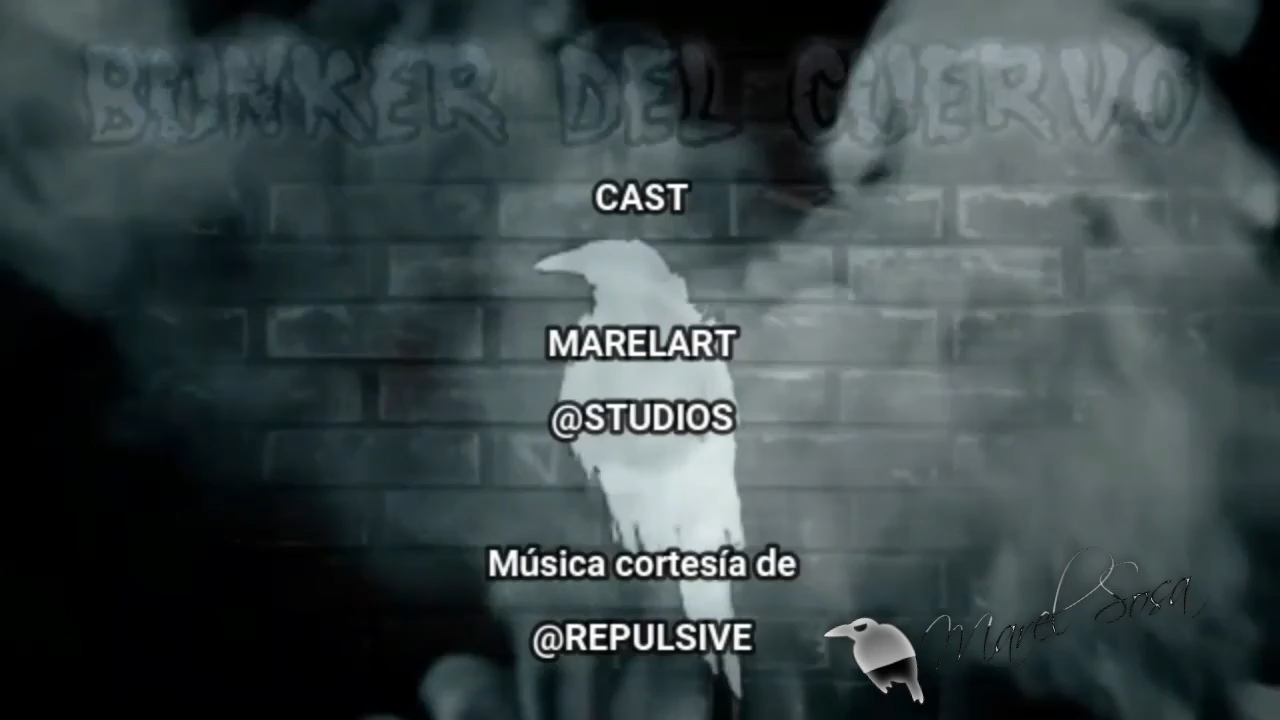 BUNKER DEL CUERVO
CAST
MARELART
@STUDIOS
Música cortesía de
@REPULSIVE
Marel Sosa